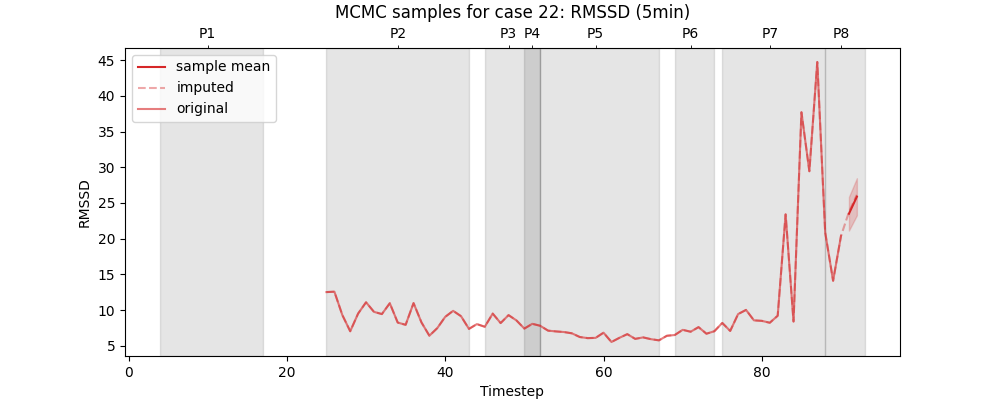 MCMC samples for case 22: RMSSD (5min)
P1 P2 P3 P4 P5 P6 P7 P8
sample mean
imputed
original
45
40
35
30
25
20
15
10
5
RMSSD
0 20 40 60 80
Timestep